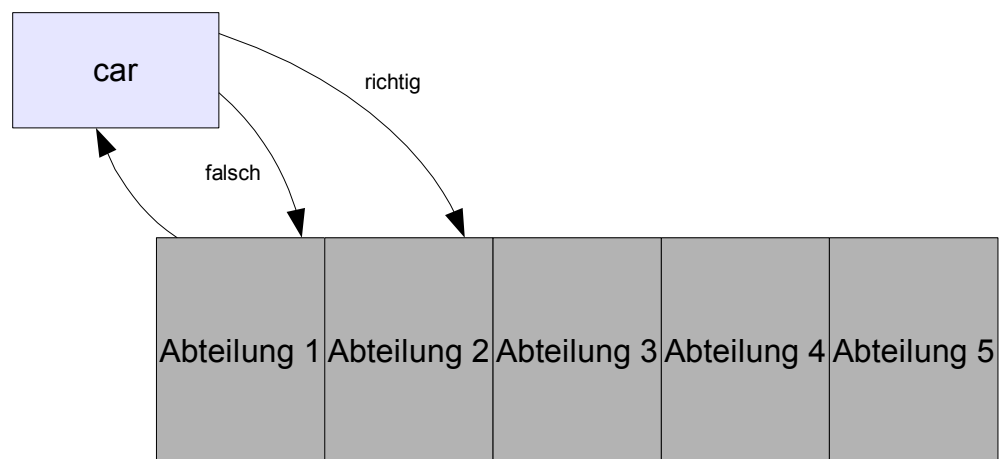 car
richtig
falsch
Abteilung 1
Abteilung 2
Abteilung 3
Abteilung 4
Abteilung 5